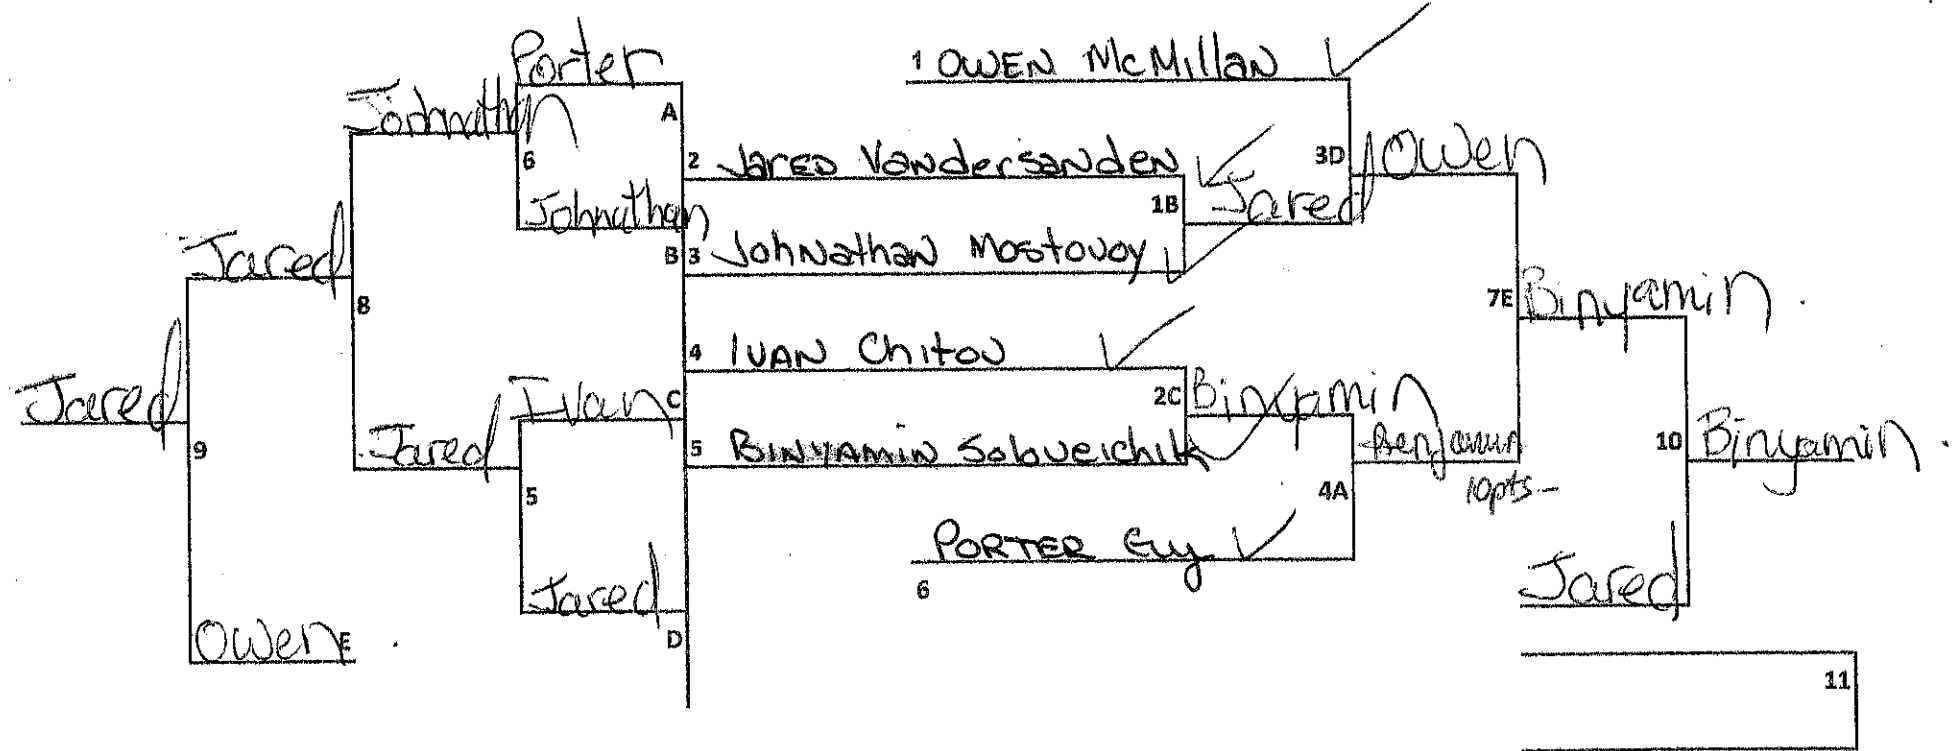 Porter
1 OWEN McMillan
Johnathan
A
6
2 JARED Vandersanden
3D
Owen
1B
Jared
Johnathan
B
3 Johnathan Mostovoy
Jared
8
7E
Binyamin
4 IVAN Chitov
Ivan
C
2C
Binyamin
Jared
9
Jared
5 BINYAMIN Soloveichik
Benjamin
10
Binyamin
5
4A
10pts-
PORTER Guy
6
Jared
Jared
Owen
E
D
11